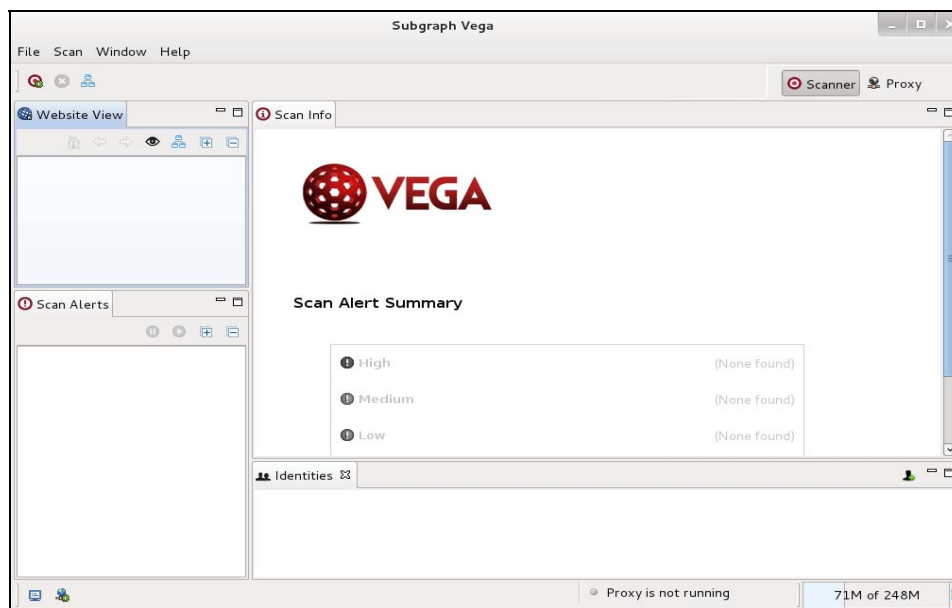 Subgraph Vega
File Scan Window Help
Scanner Proxy
Website View
Scan Info
VEGA
Scan Alerts
Scan Alert Summary
High (None found)
Medium (None found)
Low (None found)
Identities
Proxy is not running
71M of 248M